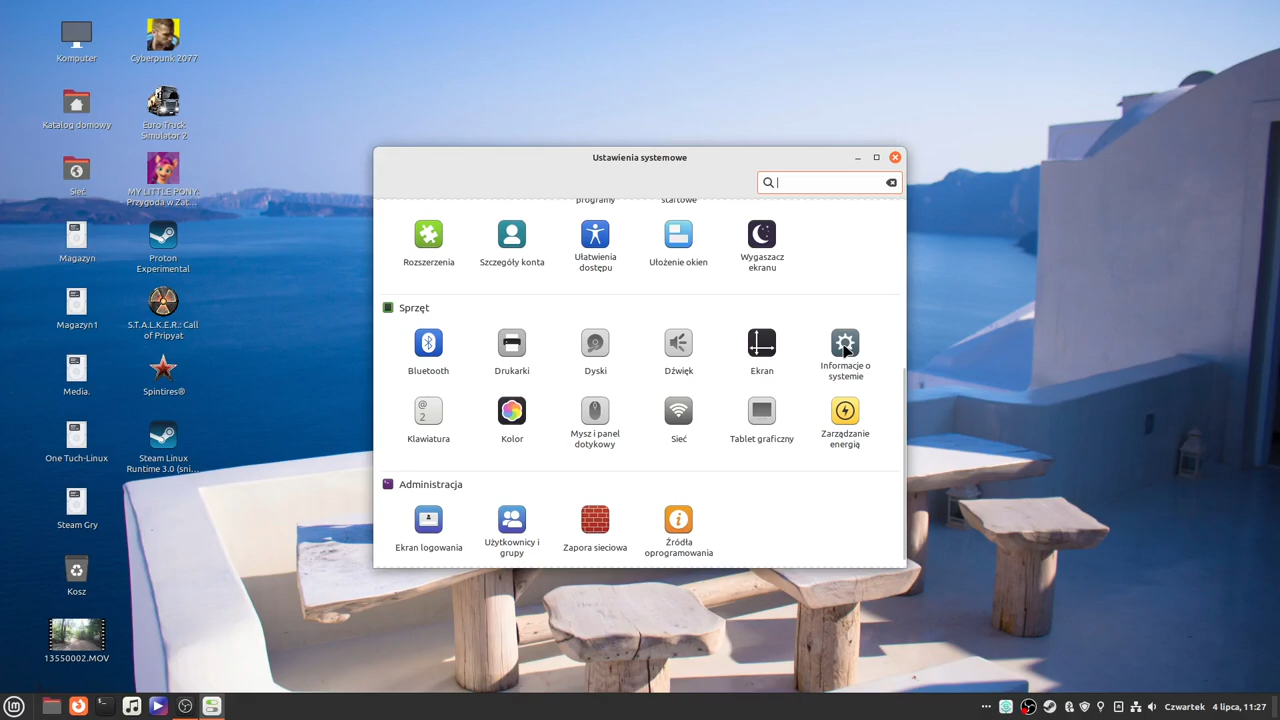 Komputer
Cyberpunk 2077
Katalog domowy
Euro Truck
Simulator 2
Sieć
MY LITTLE PONY:
Przygoda w Zat...
Magazyn
Proton
Experimental
Magazyn1
S.T.A.L.K.E.R.: Call
of Pripyat
Media.
Spintires®
One Tuch-Linux
Steam Linux
Runtime 3.0 (sni...
Steam Gry
Kosz
13550002.MOV
Ustawienia systemowe
programy
startowe
Rozszerzenia
Szczegóły konta
Ułatwienia
dostępu
Ułożenie okien
Wygaszacz
ekranu
Sprzęt
Bluetooth
Drukarki
Dyski
Dźwięk
Ekran
Informacje o
systemie
@
2
Klawiatura
Kolor
Mysz i panel
dotykowy
Sieć
Tablet graficzny
Zarządzanie
energią
Administracja
Ekran logowania
Użytkownicy i
grupy
Zapora sieciowa
Źródła
oprogramowania
Czwartek 4 lipca, 11:27